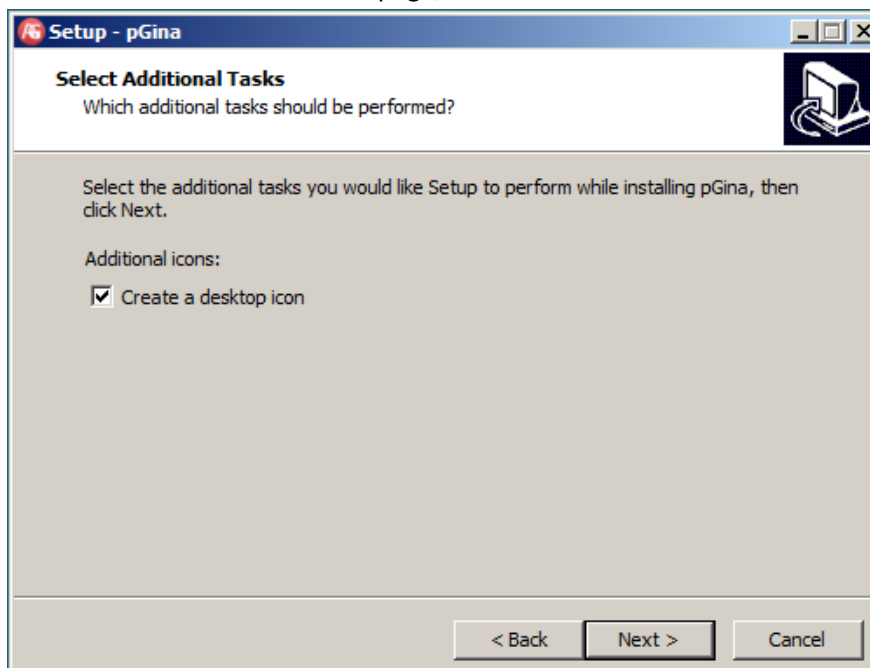 Setup - pGina
Select Additional Tasks
Which additional tasks should be performed?
Select the additional tasks you would like Setup to perform while installing pGina, then
click Next.
Additional icons:
Create a desktop icon
< Back
Next >
Cancel